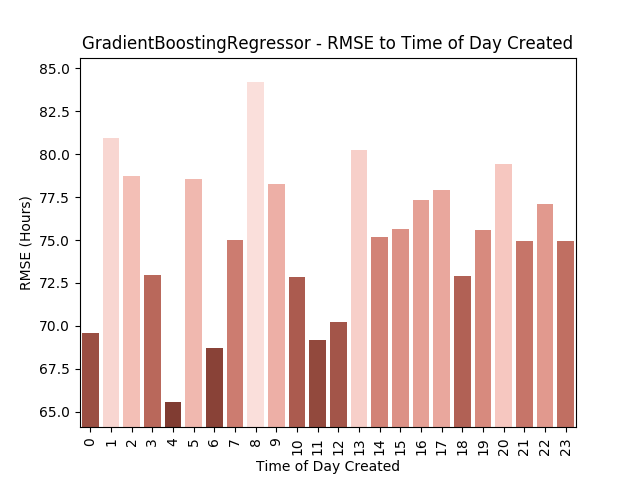 GradientBoostingRegressor - RMSE to Time of Day Created
85.0
82.5
80.0
77.5
75.0
72.5
70.0
67.5
65.0
RMSE (Hours)
0 1 2 3 4 5 6 7 8 9 10 11 12 13 14 15 16 17 18 19 20 21 22 23
Time of Day Created